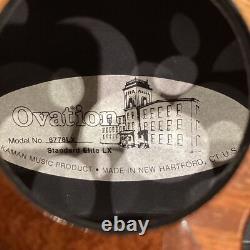 Ovation
Model No. 6778LX
Standard Elite LX
KAMAN MUSIC PRODUCT • MADE IN NEW HARTFORD, CT U.S.
ebay